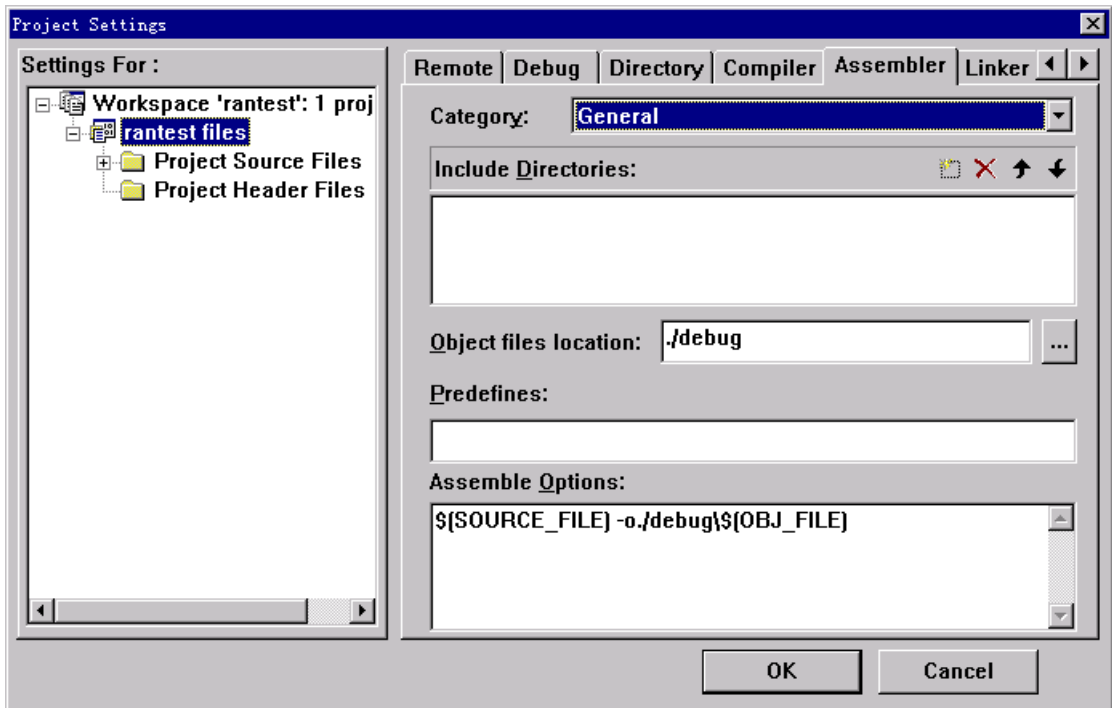 Project Settings
Settings For :
Workspace 'rantest': 1 proj
rantest files
Project Source Files
Project Header Files
Remote
Debug
Directory
Compiler
Assembler
Linker
Category:
General
Include Directories:
Object files location:
./debug
...
Predefines:
Assemble Options:
$(SOURCE_FILE) -o./debug\$(OBJ_FILE)
OK
Cancel